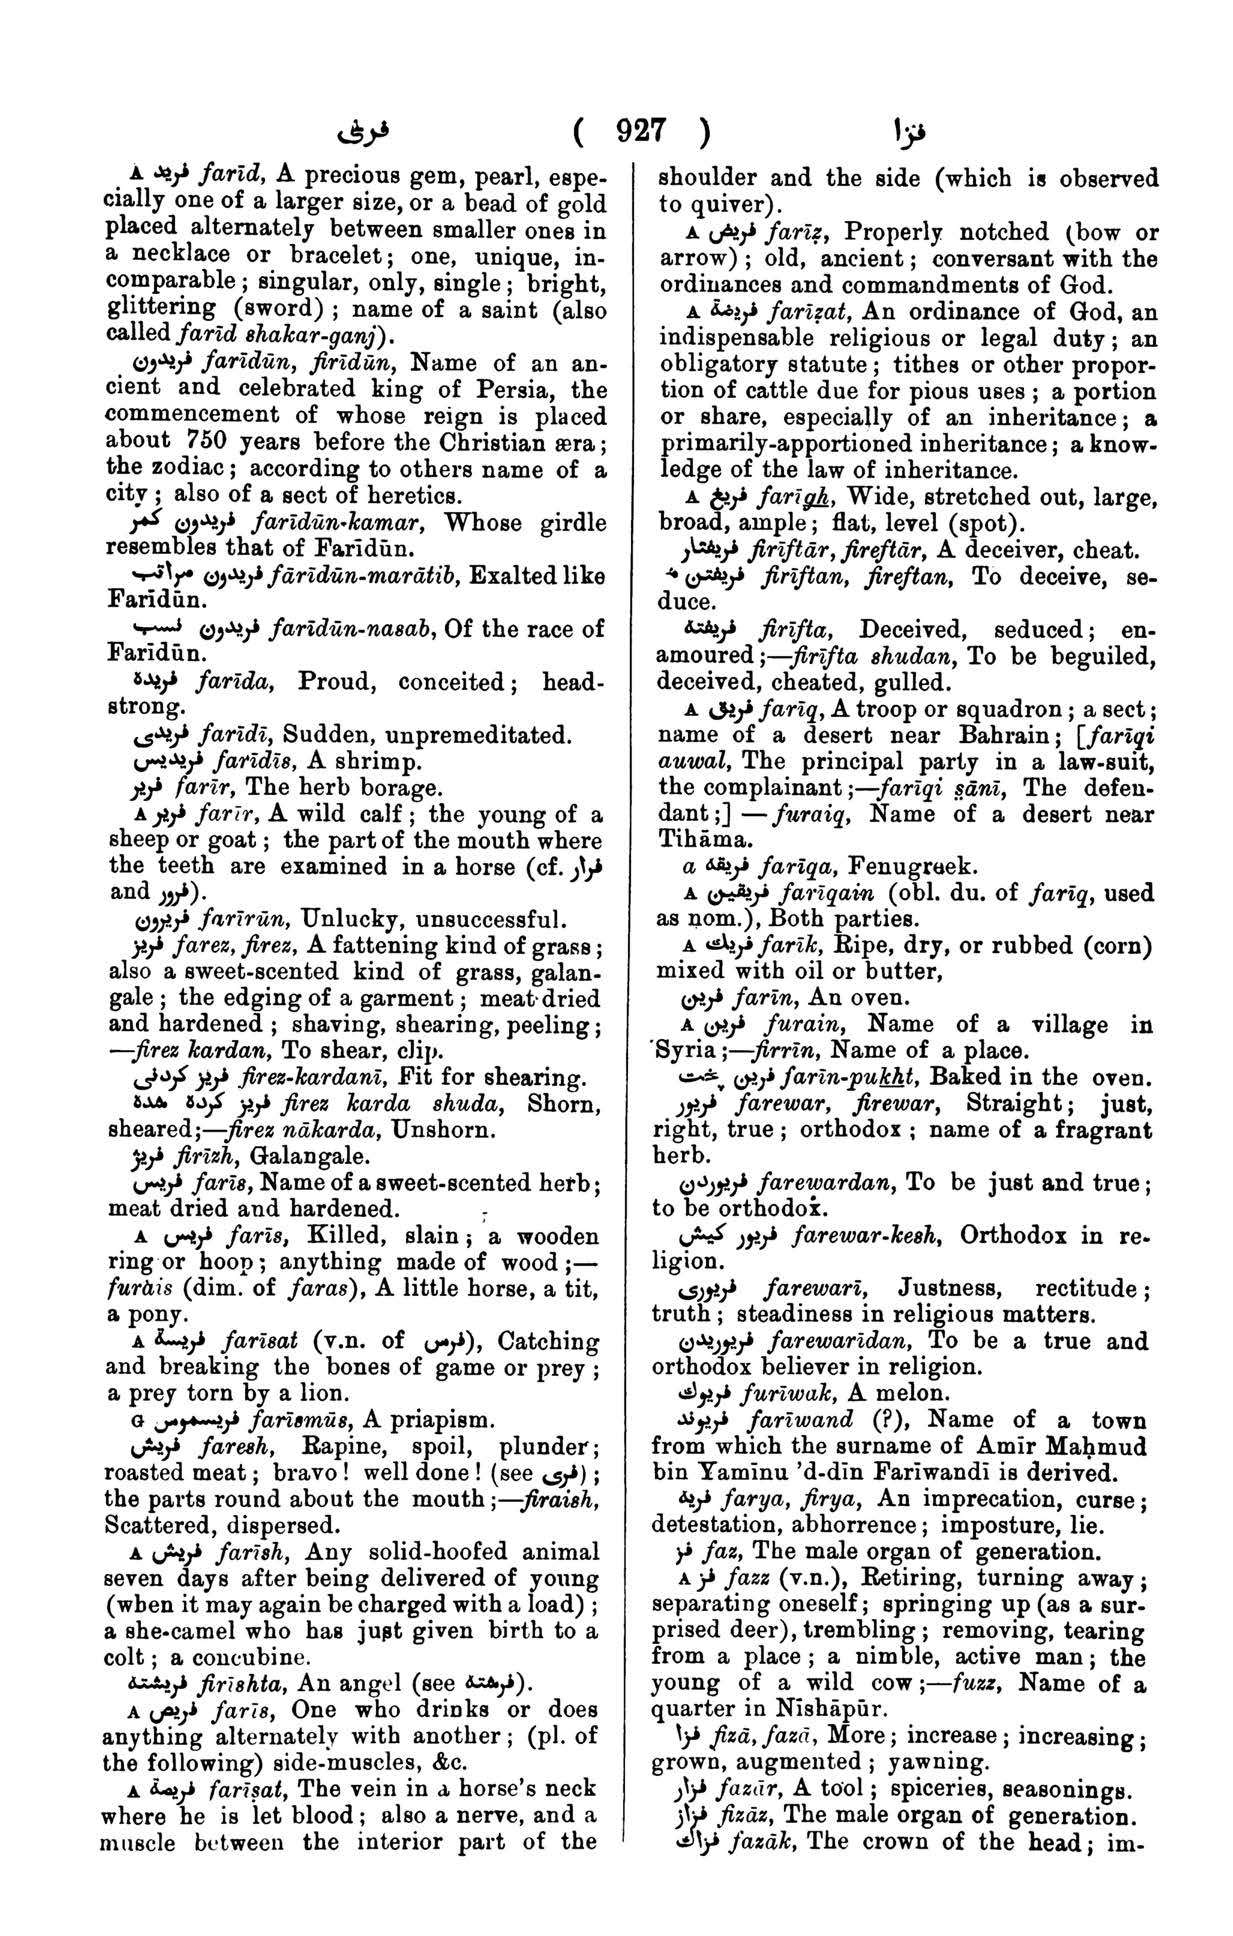 فرئی ( 927 ) فزا
A فرید farīd, A precious gem, pearl, espe-
cially one of a larger size, or a bead of gold
placed alternately between smaller ones in
a necklace or bracelet; one, unique, in-
comparable; singular, only, single; bright,
glittering (sword); name of a saint (also
called farīd shakar-ganj).
فریدون farīdūn, firīdūn, Name of an an-
cient and celebrated king of Persia, the
commencement of whose reign is placed
about 750 years before the Christian æra;
the zodiac; according to others name of a
city; also of a sect of heretics.
فریدون کمر farīdūn-kamar, Whose girdle
resembles that of Farīdūn.
فریدون مراتب fārīdūn-marātib, Exalted like
Farīdūn.
فریدون نسب farīdūn-nasab, Of the race of
Farīdūn.
فریده farīda, Proud, conceited; head-
strong.
فریدی farīdī, Sudden, unpremeditated.
فریدیس farīdīs, A shrimp.
فریر farīr, The herb borage.
A فریر farīr, A wild calf; the young of a
sheep or goat; the part of the mouth where
the teeth are examined in a horse (cf. فرار
and فرور).
فریرون farīrūn, Unlucky, unsuccessful.
فریز farez, firez, A fattening kind of grass;
also a sweet-scented kind of grass, galan-
gale; the edging of a garment; meat dried
and hardened; shaving, shearing, peeling;
—firez kardan, To shear, clip.
فریز کردنی firez-kardanī, Fit for shearing.
فریز کرده شده firez karda shuda, Shorn,
sheared;—firez nākarda, Unshorn.
فریژ firīzh, Galangale.
فریس farīs, Name of a sweet-scented herb;
meat dried and hardened.
A فریس farīs, Killed, slain; a wooden
ring or hoop; anything made of wood;—
furais (dim. of faras), A little horse, a tit,
a pony.
A فریسة farīsat (v.n. of فرس), Catching
and breaking the bones of game or prey;
a prey torn by a lion.
G فریسموس farīsmūs, A priapism.
فریش faresh, Rapine, spoil, plunder;
roasted meat; bravo! well done! (see فری);
the parts round about the mouth;—firaish,
Scattered, dispersed.
A فریش farīsh, Any solid-hoofed animal
seven days after being delivered of young
(when it may again be charged with a load);
a she-camel who has just given birth to a
colt; a concubine.
فریشته firīshta, An angel (see فرشته).
A فریص farīs, One who drinks or does
anything alternately with another; (pl. of
the following) side-muscles, &c.
A فریصة farīṣat, The vein in a horse's neck
where he is let blood; also a nerve, and a
muscle between the interior part of the
shoulder and the side (which is observed
to quiver).
A فریض farīẓ, Properly notched (bow or
arrow); old, ancient; conversant with the
ordinances and commandments of God.
A فریضة farīẓat, An ordinance of God, an
indispensable religious or legal duty; an
obligatory statute; tithes or other propor-
tion of cattle due for pious uses; a portion
or share, especially of an inheritance; a
primarily-apportioned inheritance; a know-
ledge of the law of inheritance.
A فریغ farīgh, Wide, stretched out, large,
broad, ample; flat, level (spot).
فریفتار firīftār, fireftār, A deceiver, cheat.
فریفتن firīftan, fireftan, To deceive, se-
duce.
فریفته firīfta, Deceived, seduced; en-
amoured;—firīfta shudan, To be beguiled,
deceived, cheated, gulled.
A فریق farīq, A troop or squadron; a sect;
name of a desert near Bahrain; [farīqi
auwal, The principal party in a law-suit,
the complainant;—farīqi s̤ānī, The defen-
dant;]—furaiq, Name of a desert near
Tihāma.
a فریقه farīqa, Fenugreek.
A فریقین farīqain (obl. du. of farīq, used
as nom.), Both parties.
A فریك farīk, Ripe, dry, or rubbed (corn)
mixed with oil or butter,
فرین farīn, An oven.
A فرین furain, Name of a village in
Syria;—firrīn, Name of a place.
فرین پخت farīn-pukht, Baked in the oven.
فریور farewar, firewar, Straight; just,
right, true; orthodox; name of a fragrant
herb.
فریوردن farewardan, To be just and true;
to be orthodox.
فریور کیش farewar-kesh, Orthodox in re-
ligion.
فریوری farewarī, Justness, rectitude;
truth; steadiness in religious matters.
فریوریدن farewarīdan, To be a true and
orthodox believer in religion.
فریوك furīwak, A melon.
فریوند farīwand (?), Name of a town
from which the surname of Amīr Maḥmud
bin Yamīnu 'd-dīn Farīwandī is derived.
فریه farya, firya, An imprecation, curse;
detestation, abhorrence; imposture, lie.
فز faz, The male organ of generation.
A فز fazz (v.n.), Retiring, turning away;
separating oneself; springing up (as a sur-
prised deer), trembling; removing, tearing
from a place; a nimble, active man; the
young of a wild cow;—fuzz, Name of a
quarter in Nīshāpūr.
فزا fizā, fazā, More; increase; increasing;
grown, augmented; yawning.
فزار fazār, A tool; spiceries, seasonings.
فزاز fizāz, The male organ of generation.
فزاك fazāk, The crown of the head; im-